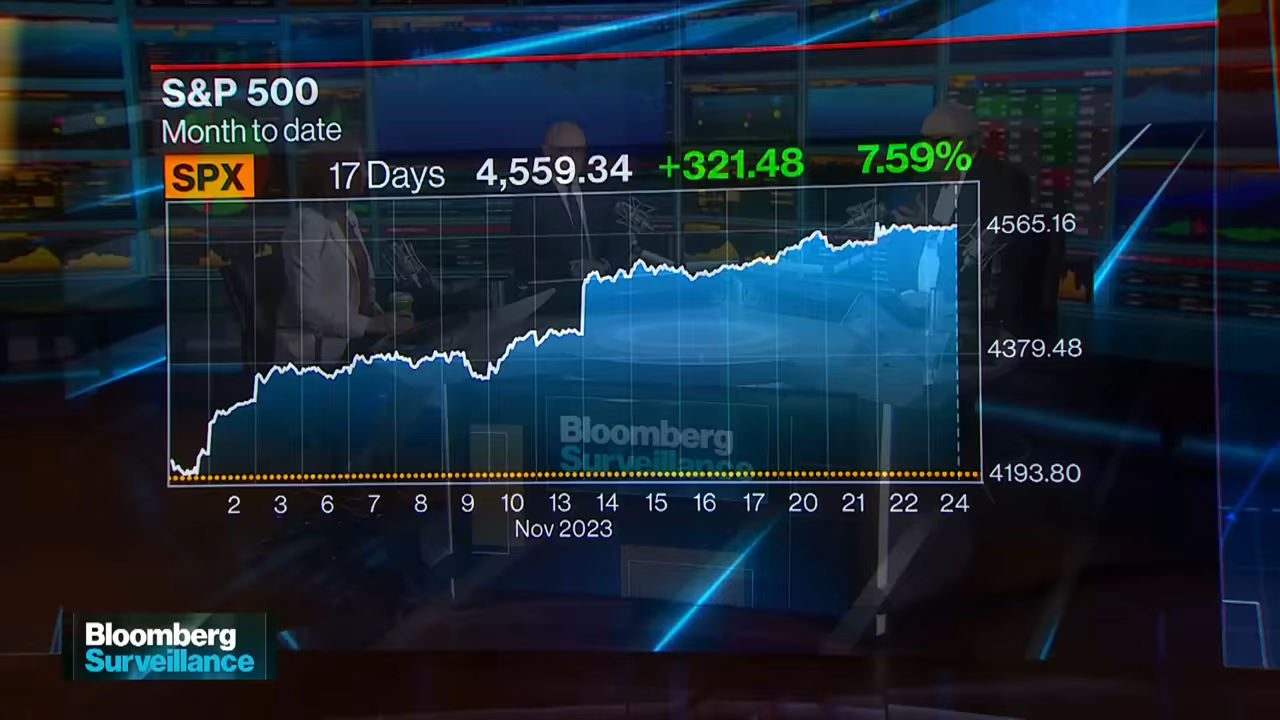 S&P 500
Month to date
SPX 17 Days 4,559.34 +321.48 7.59%
4565.16
4379.48
4193.80
2 3 6 7 8 9 10 13 14 15 16 17 20 21 22 24
Nov 2023
Bloomberg
Surveillance
Bloomberg
Surveillance